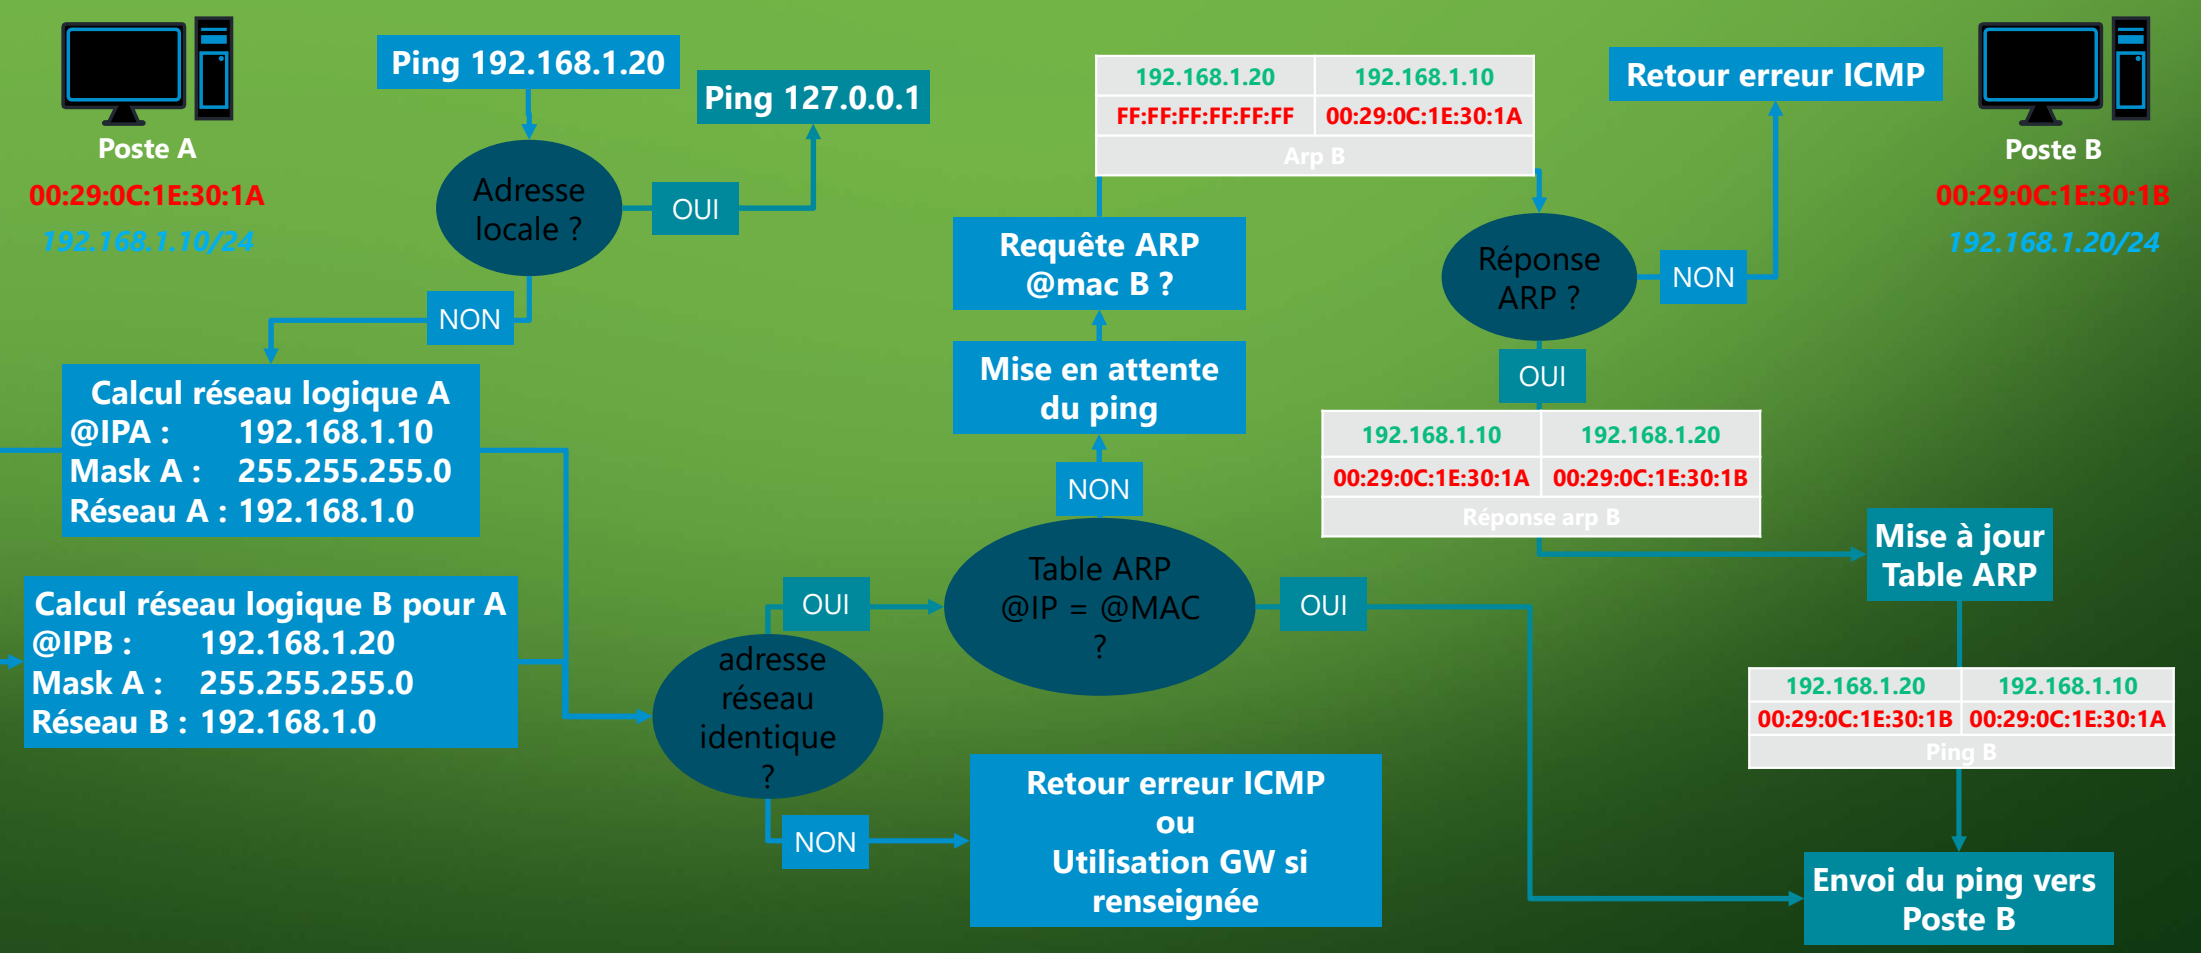 Poste A
00:29:0C:1E:30:1A
192.168.1.10/24
Ping 192.168.1.20
Ping 127.0.0.1
Adresse
locale ?
OUI
NON
Calcul réseau logique A
@IPA : 192.168.1.10
Mask A : 255.255.255.0
Réseau A : 192.168.1.0
Calcul réseau logique B pour A
@IPB : 192.168.1.20
Mask A : 255.255.255.0
Réseau B : 192.168.1.0
adresse
réseau
identique
?
OUI
NON
Retour erreur ICMP
ou
Utilisation GW si
renseignée
Table ARP
@IP = @MAC
?
OUI
NON
Mise en attente
du ping
Requête ARP
@mac B ?
192.168.1.20 192.168.1.10
FF:FF:FF:FF:FF:FF 00:29:0C:1E:30:1A
Arp B
Réponse
ARP ?
NON
Retour erreur ICMP
OUI
192.168.1.10 192.168.1.20
00:29:0C:1E:30:1A 00:29:0C:1E:30:1B
Réponse arp B
Mise à jour
Table ARP
192.168.1.20 192.168.1.10
00:29:0C:1E:30:1B 00:29:0C:1E:30:1A
Ping B
Envoi du ping vers
Poste B
Poste B
00:29:0C:1E:30:1B
192.168.1.20/24